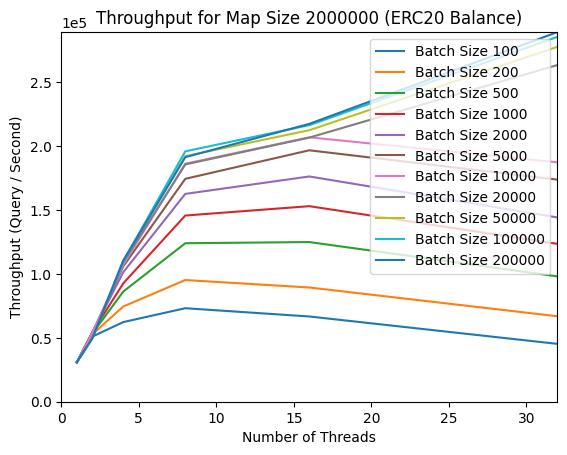 Throughput for Map Size 2000000 (ERC20 Balance)
1e5
Throughput (Query / Second)
2.5
2.0
1.5
1.0
0.5
0.0
Batch Size 100
Batch Size 200
Batch Size 500
Batch Size 1000
Batch Size 2000
Batch Size 5000
Batch Size 10000
Batch Size 20000
Batch Size 50000
Batch Size 100000
Batch Size 200000
0 5 10 15 20 25 30
Number of Threads